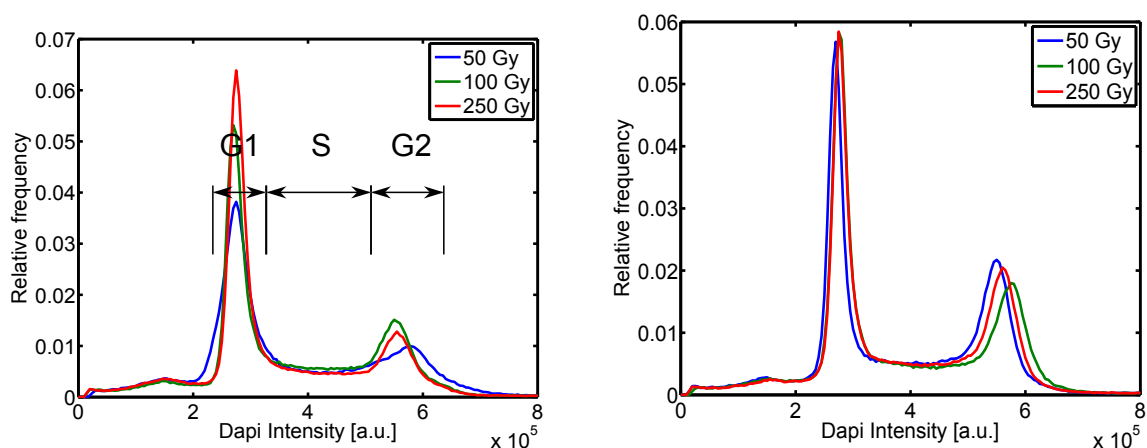 0.07
0.06
0.05
0.04
0.03
0.02
0.01
0
Relative frequency
50 Gy
100 Gy
250 Gy
G1 S G2
0 2 4 6 8
Dapi Intensity [a.u.]
x 10^5
0.06
0.05
0.04
0.03
0.02
0.01
0
Relative frequency
50 Gy
100 Gy
250 Gy
0 2 4 6 8
Dapi Intensity [a.u.]
x 10^5